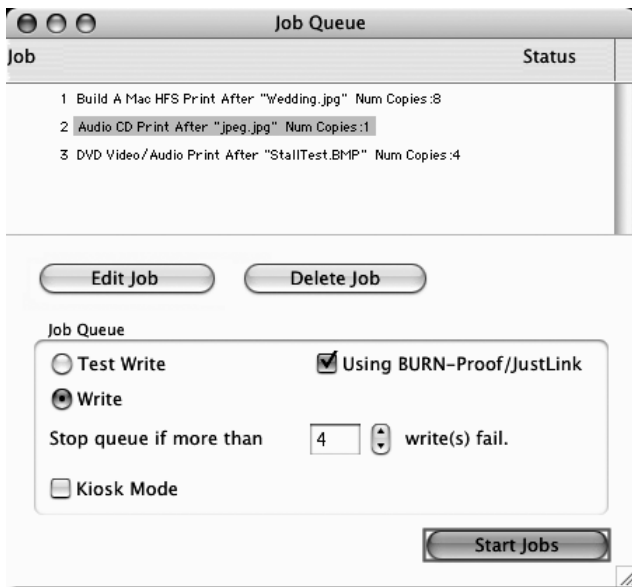 Job Queue
Job Status
1 Build A Mac HFS Print After "Wedding.jpg" Num Copies:8
2 Audio CD Print After "jpeg.jpg" Num Copies:1
3 DVD Video/Audio Print After "StallTest.BMP" Num Copies:4
Edit Job Delete Job
Job Queue
Test Write Using BURN-Proof/JustLink
Write
Stop queue if more than 4 write(s) fail.
Kiosk Mode
Start Jobs